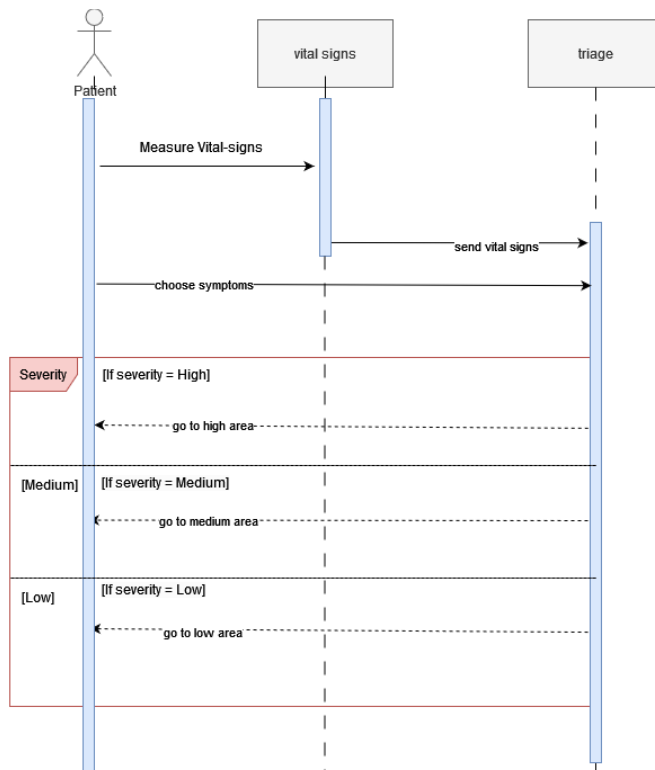 Patient
vital signs
triage
Measure Vital-signs
send vital signs
choose symptoms
Severity
[If severity = High]
go to high area
[Medium]
[If severity = Medium]
go to medium area
[Low]
[If severity = Low]
go to low area